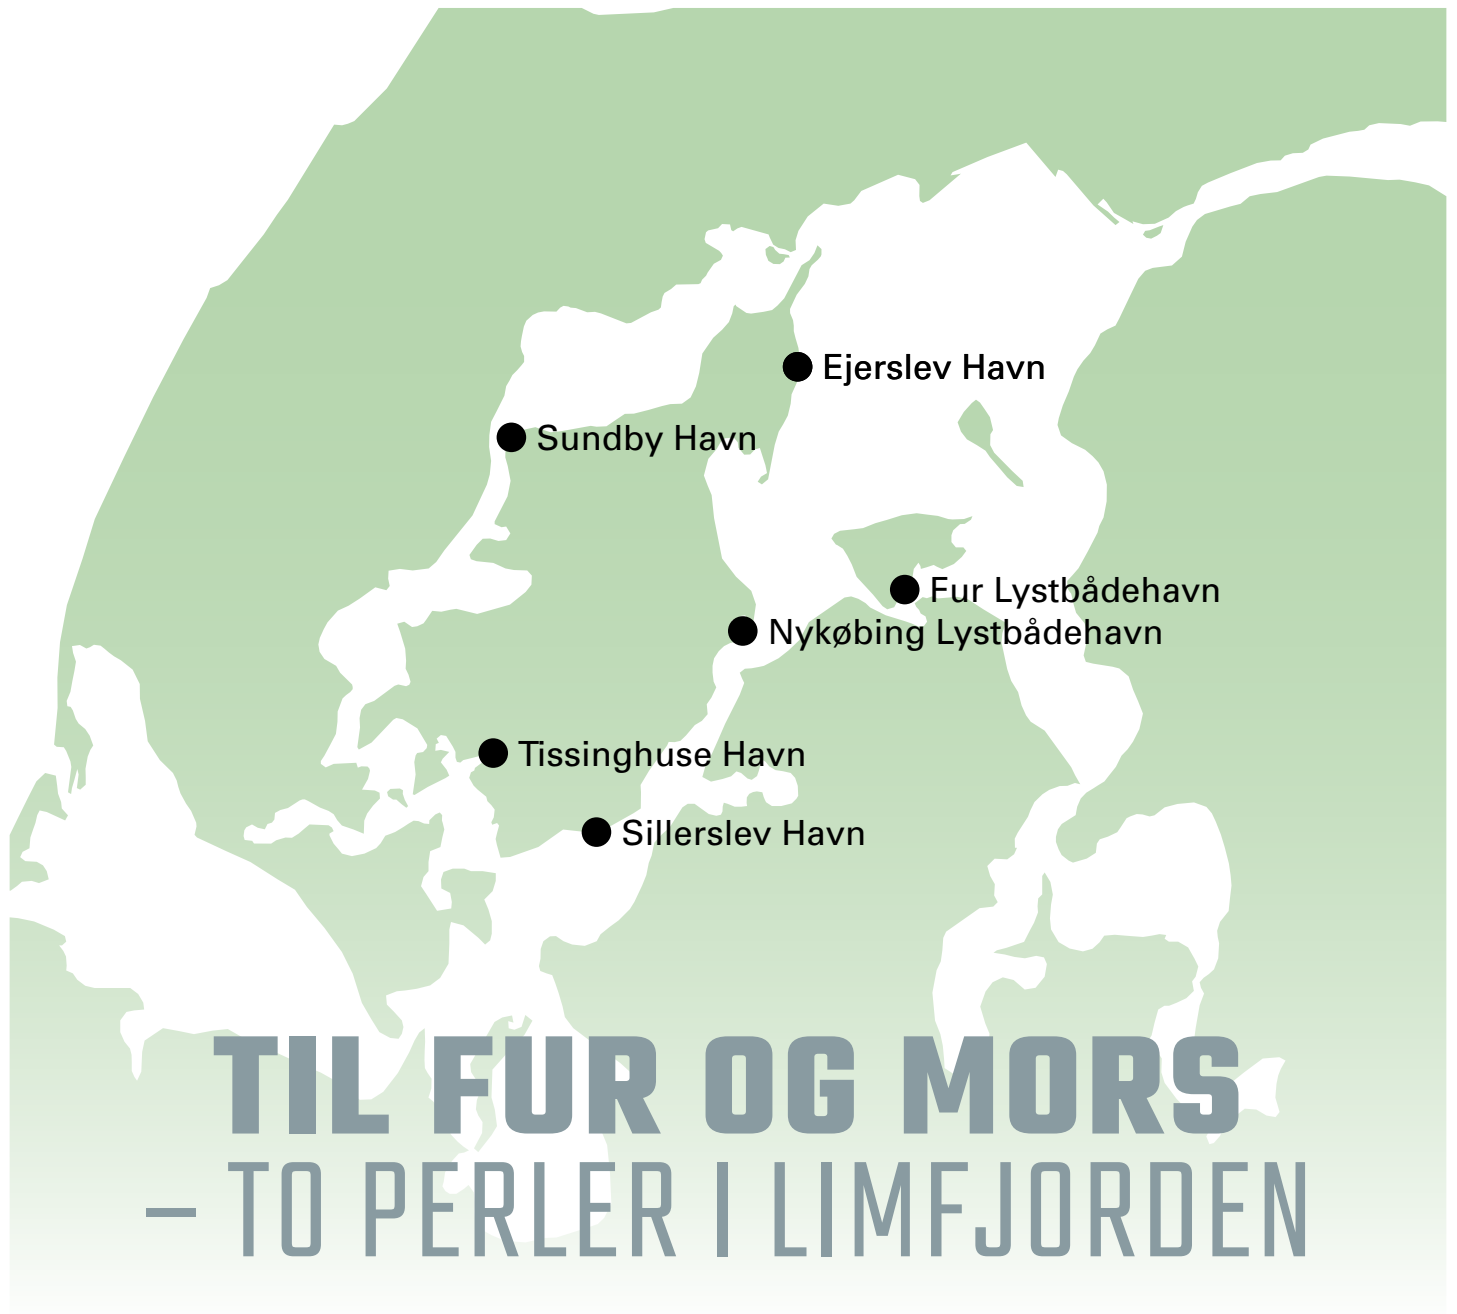 Ejerslev Havn
Sundby Havn
Fur Lystbådehavn
Nykøbing Lystbådehavn
Tissinghuse Havn
Sillerslev Havn
TIL FUR OG MORS
– TO PERLER I LIMFJORDEN